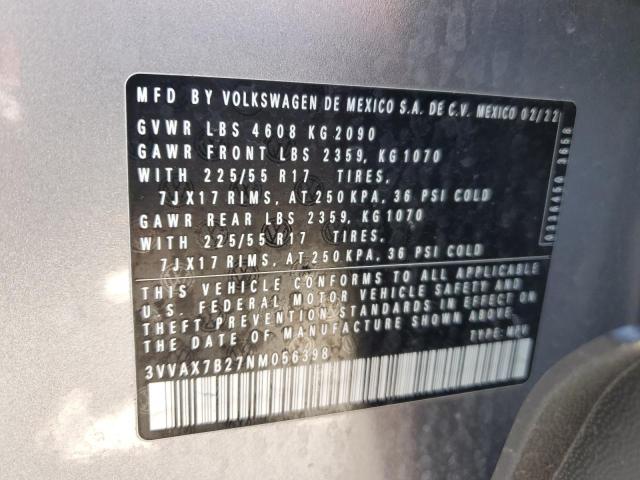 MFD BY VOLKSWAGEN DE MEXICO S.A. DE C.V. MEXICO 02/22
GVWR LBS 4608 KG 2090
GAWR FRONT LBS 2359, KG 1070
WITH 225/55 R17 TIRES,
7JX17 RIMS, AT 250 KPA, 36 PSI COLD
GAWR REAR LBS 2359, KG 1070
WITH 225/55 R17 TIRES,
7JX17 RIMS, AT 250 KPA, 36 PSI COLD
THIS VEHICLE CONFORMS TO ALL APPLICABLE
U.S. FEDERAL MOTOR VEHICLE SAFETY AND
THEFT PREVENTION STANDARDS IN EFFECT ON
THE DATE OF MANUFACTURE SHOWN ABOVE.
TYPE: MPV
3VVAX7B27NM056398
3658